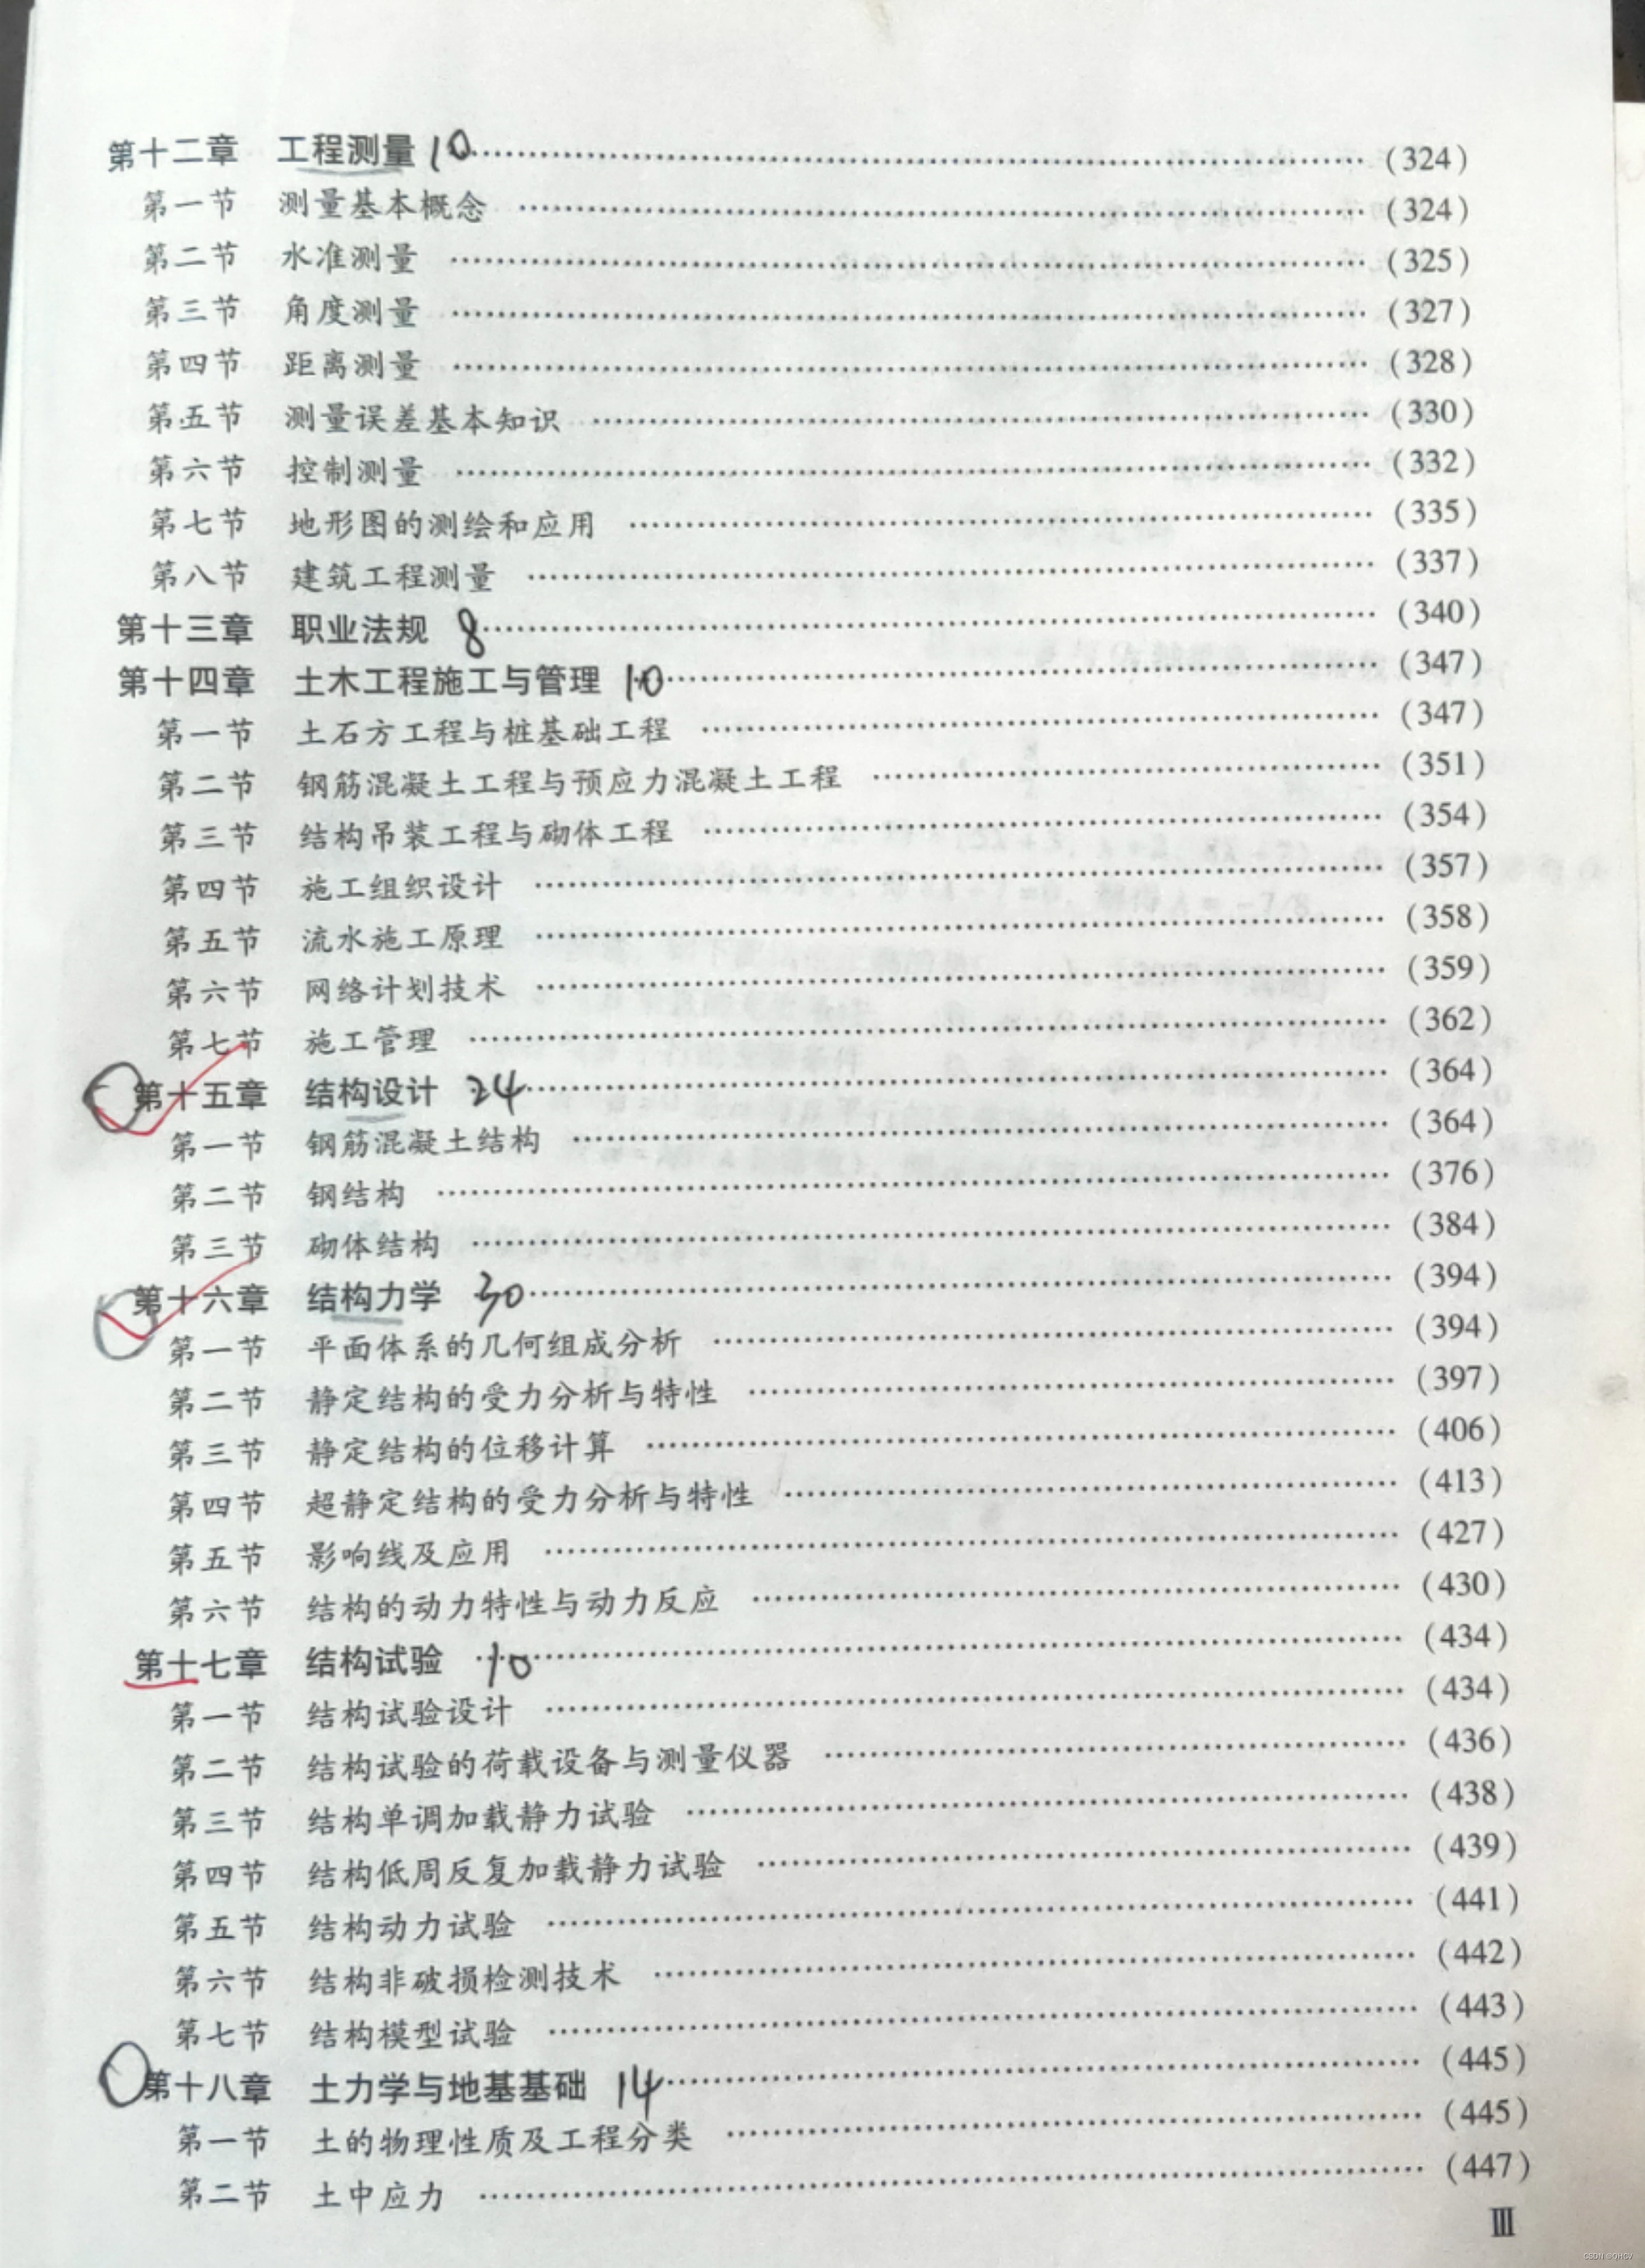 第十二章 工程测量 10 …… (324)
第一节 测量基本概念 …… (324)
第二节 水准测量 …… (325)
第三节 角度测量 …… (327)
第四节 距离测量 …… (328)
第五节 测量误差基本知识 …… (330)
第六节 控制测量 …… (332)
第七节 地形图的测绘和应用 …… (335)
第八节 建筑工程测量 …… (337)
第十三章 职业法规 8 …… (340)
第十四章 土木工程施工与管理 10 …… (347)
第一节 土石方工程与桩基础工程 …… (347)
第二节 钢筋混凝土工程与预应力混凝土工程 …… (351)
第三节 结构吊装工程与砌体工程 …… (354)
第四节 施工组织设计 …… (357)
第五节 流水施工原理 …… (358)
第六节 网络计划技术 …… (359)
第七节 施工管理 …… (362)
第十五章 结构设计 24 …… (364)
第一节 钢筋混凝土结构 …… (364)
第二节 钢结构 …… (376)
第三节 砌体结构 …… (384)
第十六章 结构力学 30 …… (394)
第一节 平面体系的几何组成分析 …… (394)
第二节 静定结构的受力分析与特性 …… (397)
第三节 静定结构的位移计算 …… (406)
第四节 超静定结构的受力分析与特性 …… (413)
第五节 影响线及应用 …… (427)
第六节 结构的动力特性与动力反应 …… (430)
第十七章 结构试验 10 …… (434)
第一节 结构试验设计 …… (434)
第二节 结构试验的荷载设备与测量仪器 …… (436)
第三节 结构单调加载静力试验 …… (438)
第四节 结构低周反复加载静力试验 …… (439)
第五节 结构动力试验 …… (441)
第六节 结构非破损检测技术 …… (442)
第七节 结构模型试验 …… (443)
第十八章 土力学与地基基础 14 …… (445)
第一节 土的物理性质及工程分类 …… (445)
第二节 土中应力 …… (447)
Ⅲ